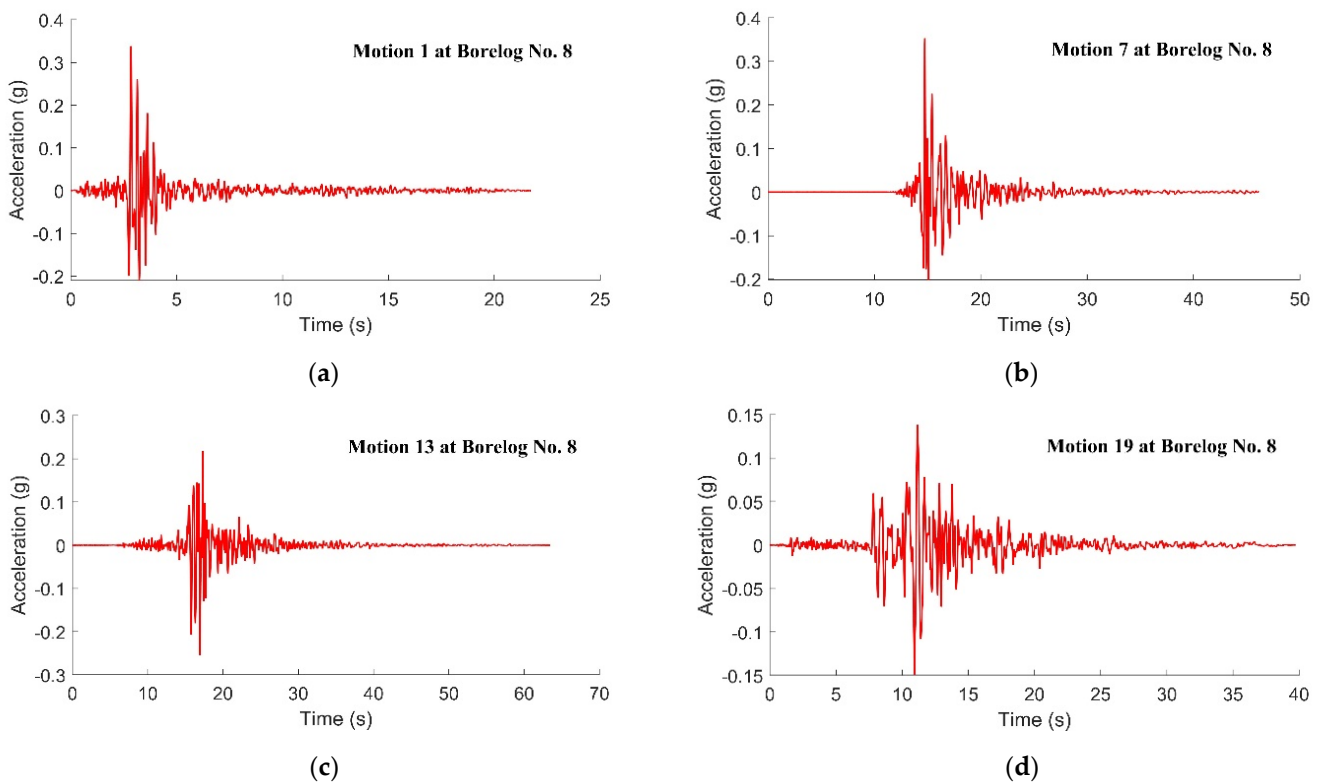 Motion 1 at Borelog No. 8
Acceleration (g)
0.4
0.3
0.2
0.1
0
-0.1
-0.2
0 5 10 15 20 25
Time (s)
(a)
Motion 7 at Borelog No. 8
Acceleration (g)
0.4
0.3
0.2
0.1
0
-0.1
-0.2
0 10 20 30 40 50
Time (s)
(b)
Motion 13 at Borelog No. 8
Acceleration (g)
0.3
0.2
0.1
0
-0.1
-0.2
-0.3
0 10 20 30 40 50 60 70
Time (s)
(c)
Motion 19 at Borelog No. 8
Acceleration (g)
0.15
0.1
0.05
0
-0.05
-0.1
-0.15
0 5 10 15 20 25 30 35 40
Time (s)
(d)